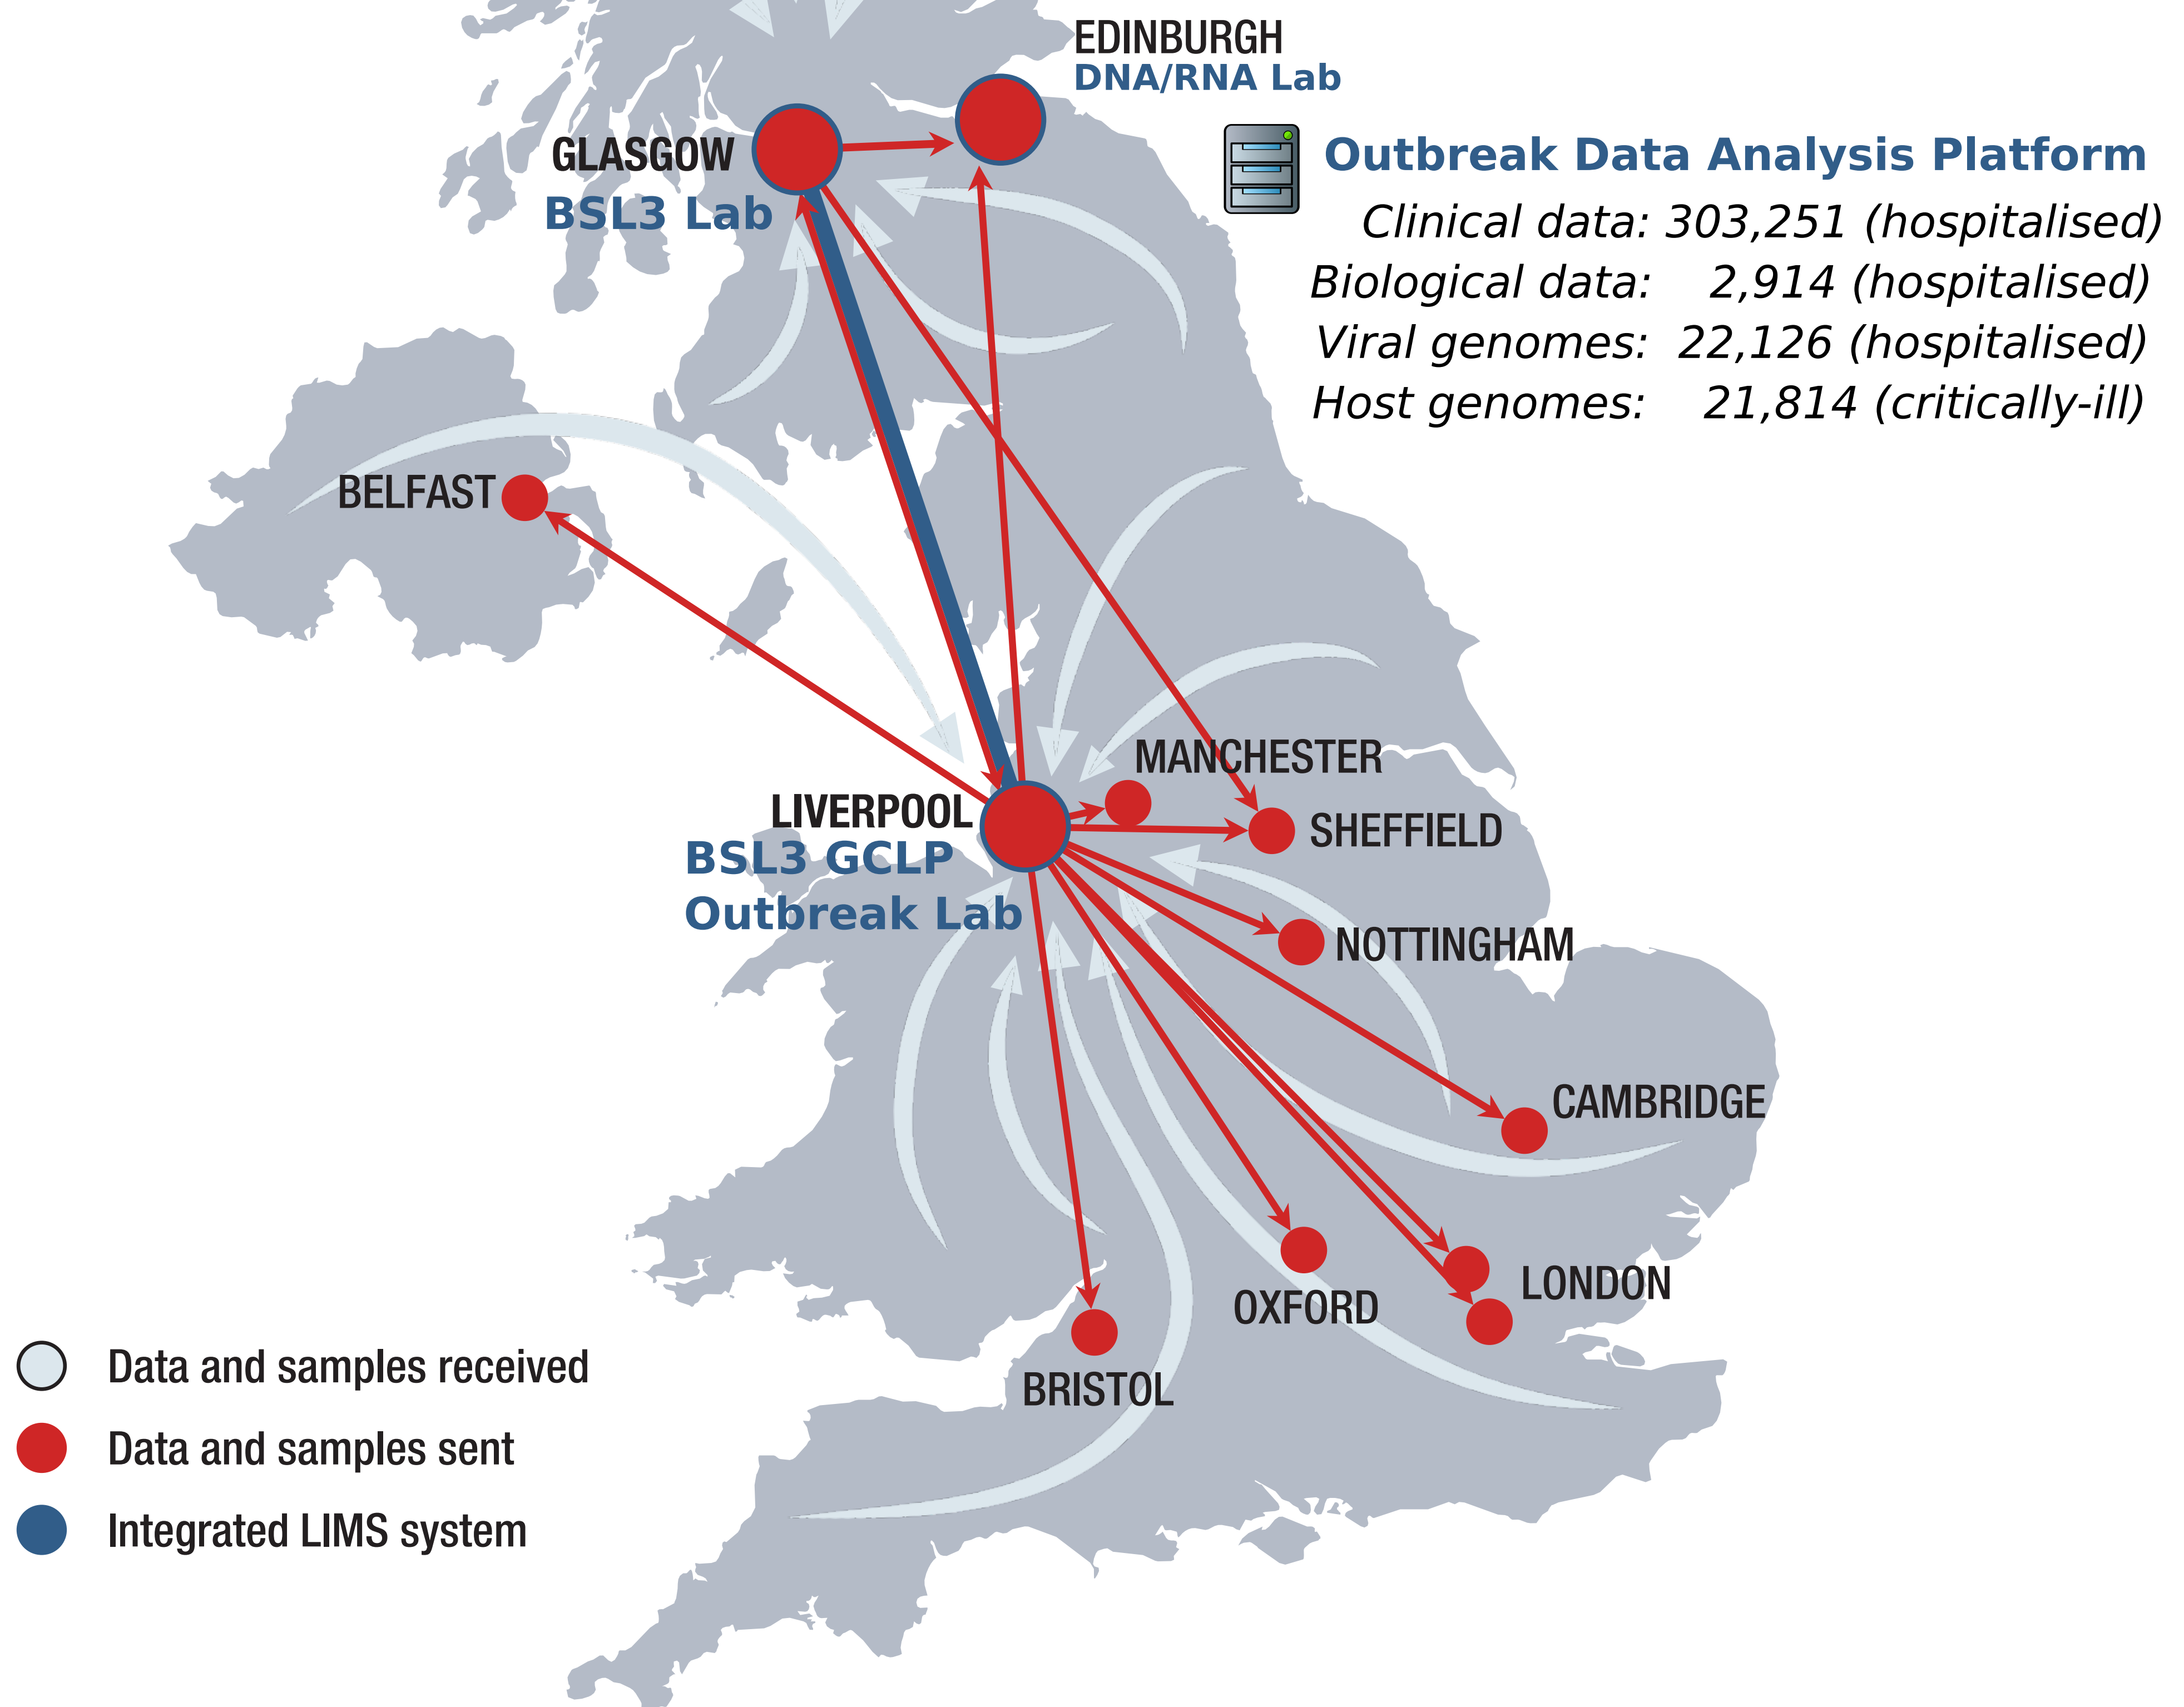 EDINBURGH
DNA/RNA Lab
GLASGOW
BSL3 Lab
Outbreak Data Analysis Platform
Clinical data: 303,251 (hospitalised)
Biological data: 2,914 (hospitalised)
Viral genomes: 22,126 (hospitalised)
Host genomes: 21,814 (critically-ill)
BELFAST
MANCHESTER
LIVERPOOL
BSL3 GCLP
Outbreak Lab
SHEFFIELD
NOTTINGHAM
CAMBRIDGE
LONDON
OXFORD
BRISTOL
Data and samples received
Data and samples sent
Integrated LIMS system